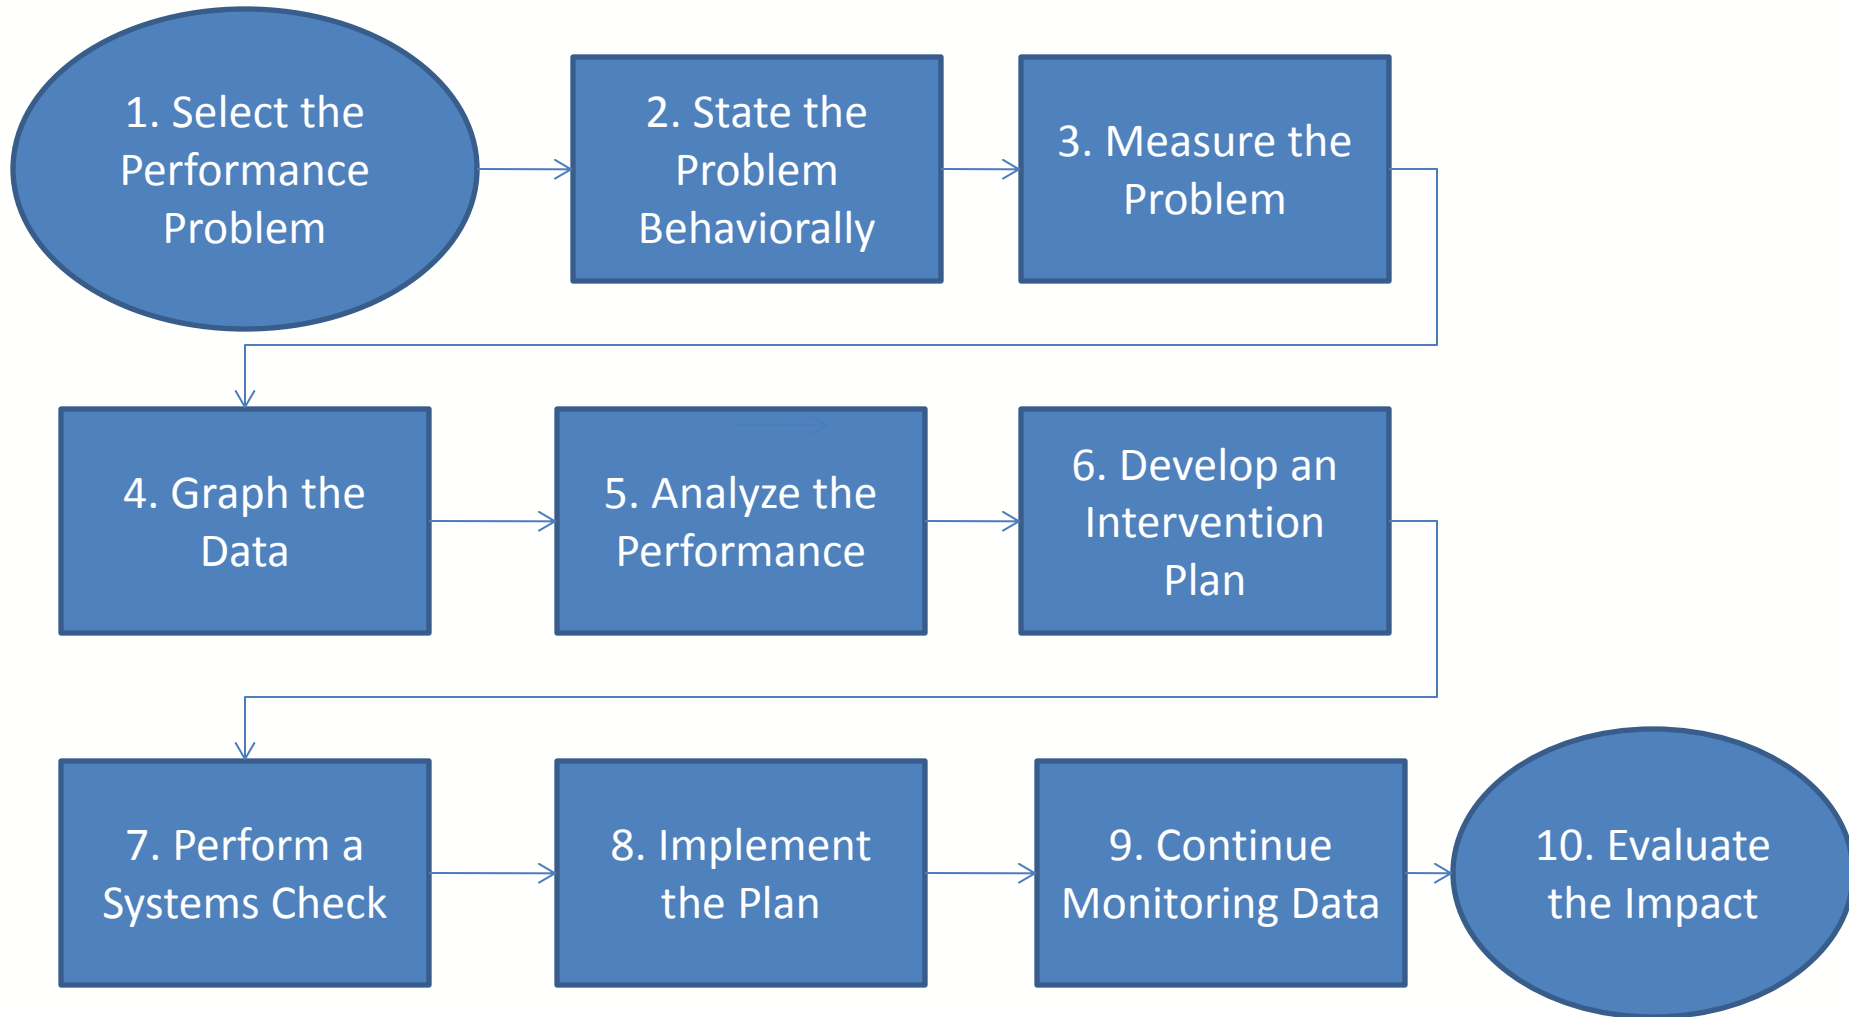 1. Select the
Performance
Problem
2. State the
Problem
Behaviorally
3. Measure the
Problem
4. Graph the
Data
5. Analyze the
Performance
6. Develop an
Intervention
Plan
7. Perform a
Systems Check
8. Implement
the Plan
9. Continue
Monitoring Data
10. Evaluate
the Impact